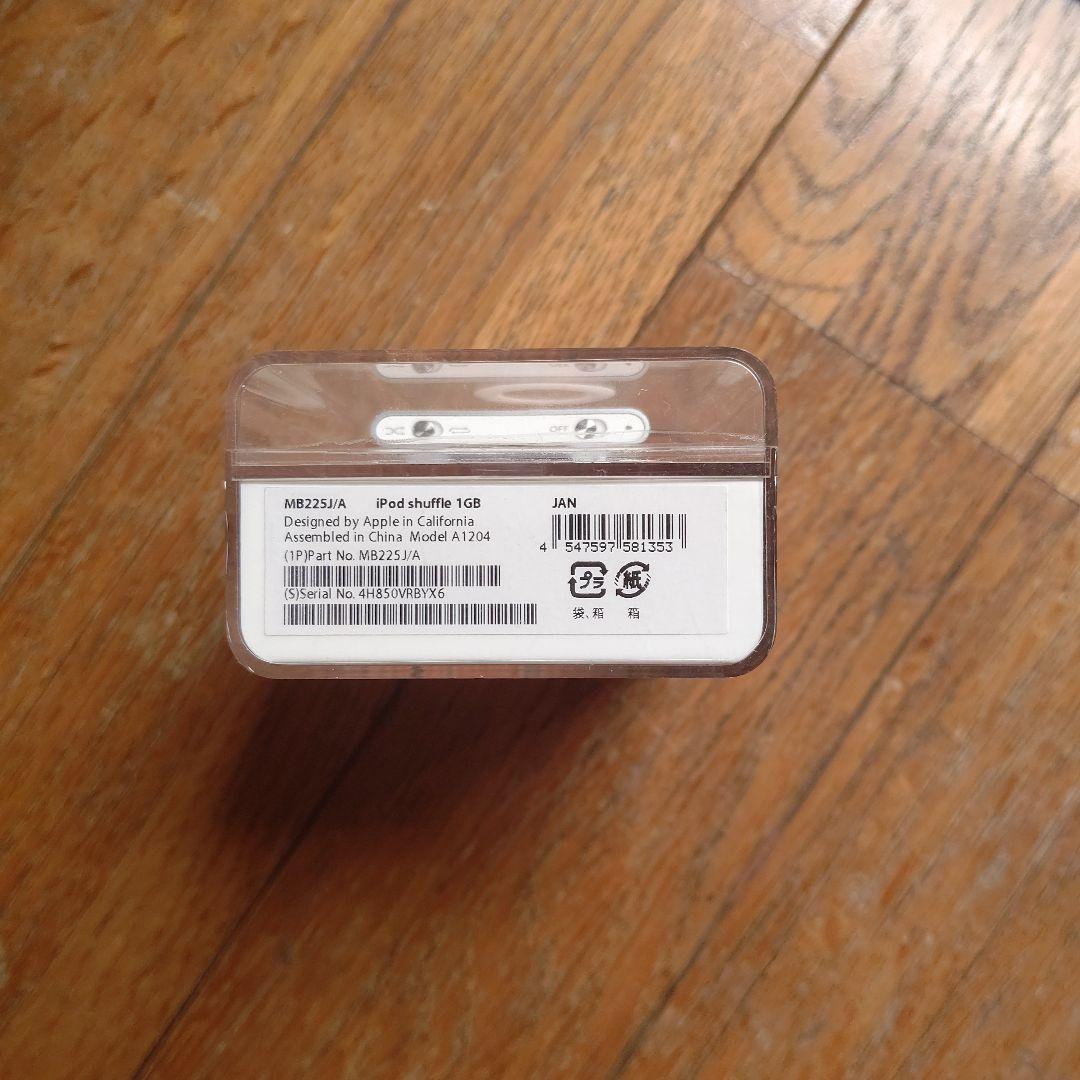 OFF
MB225J/A iPod shuffle 1GB
Designed by Apple in California
Assembled in China Model A1204
(1P)Part No. MB225J/A
(S)Serial No. 4H850VRBYX6
JAN
4 547597 581353
プラ 紙
袋、箱 箱